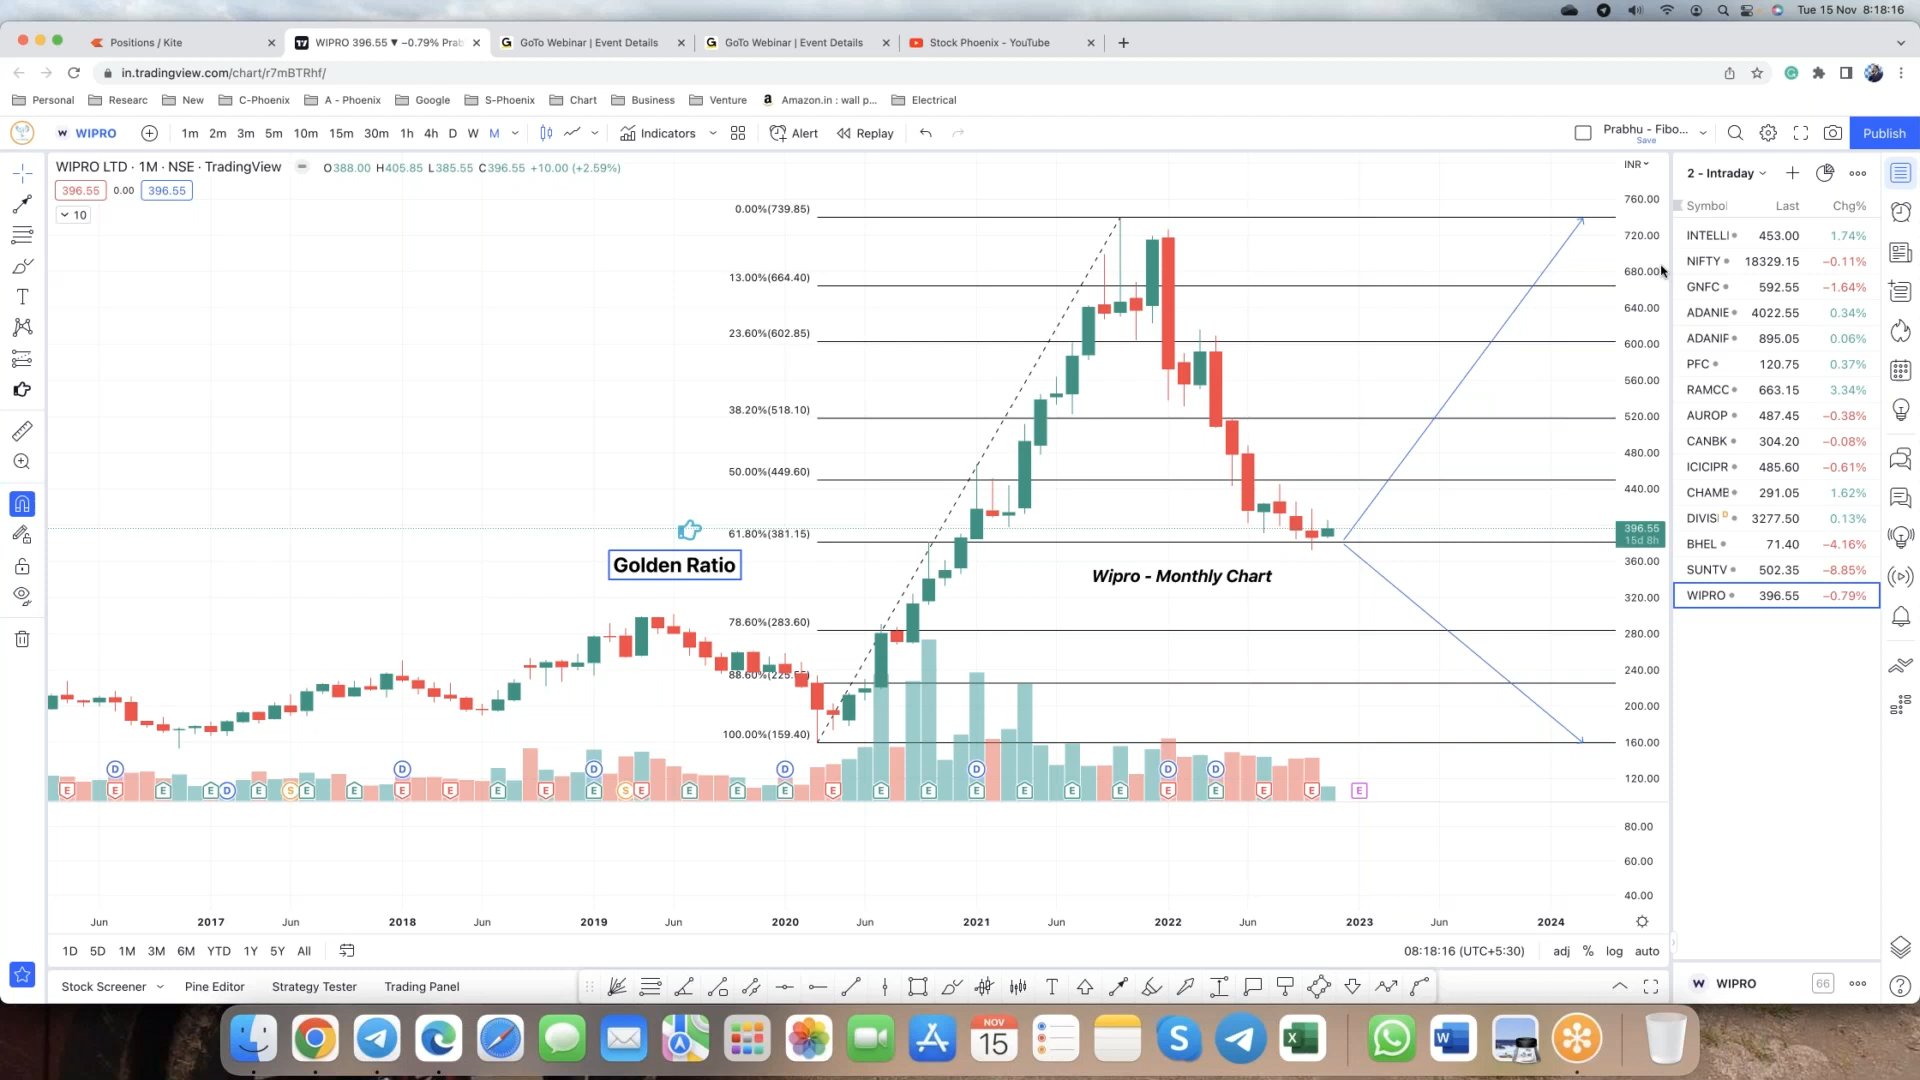 Tue 15 Nov 8:18:16
Positions / Kite
WIPRO 396.55 ▼ −0.79% Prab
GoTo Webinar | Event Details
GoTo Webinar | Event Details
Stock Phoenix - YouTube
in.tradingview.com/chart/r7mBTRhf/
Personal Researc New C-Phoenix A - Phoenix Google S-Phoenix Chart Business Venture Amazon.in : wall p... Electrical
WIPRO 1m 2m 3m 5m 10m 15m 30m 1h 4h D W M Indicators Alert Replay Prabhu - Fibo... Publish
Save
WIPRO LTD · 1M · NSE · TradingView O388.00 H405.85 L385.55 C396.55 +10.00 (+2.59%)
396.55 0.00 396.55
10
INR
760.00
720.00
680.00
640.00
600.00
560.00
520.00
480.00
440.00
396.55
15d 8h
360.00
320.00
280.00
240.00
200.00
160.00
120.00
80.00
60.00
40.00
0.00%(739.85)
13.00%(664.40)
23.60%(602.85)
38.20%(518.10)
50.00%(449.60)
61.80%(381.15)
78.60%(283.60)
100.00%(159.40)
Golden Ratio
Wipro - Monthly Chart
D D D D D D D
E E E E D E S E E E E E E E S E E E E E E E E E E E E E E E E
Jun 2017 Jun 2018 Jun 2019 Jun 2020 Jun 2021 Jun 2022 Jun 2023 Jun 2024
1D 5D 1M 3M 6M YTD 1Y 5Y All
08:18:16 (UTC+5:30) adj % log auto
Stock Screener Pine Editor Strategy Tester Trading Panel
2 - Intraday
Symbol Last Chg%
INTELLI 453.00 1.74%
NIFTY 18329.15 −0.11%
GNFC 592.55 −1.64%
ADANIE 4022.55 0.34%
ADANIF 895.05 0.06%
PFC 120.75 0.37%
RAMCC 663.15 3.34%
AUROP 487.45 −0.38%
CANBK 304.20 −0.08%
ICICIPR 485.60 −0.61%
CHAMB 291.05 1.62%
DIVISI D 3277.50 0.13%
BHEL 71.40 −4.16%
SUNTV 502.35 −8.85%
WIPRO 396.55 −0.79%
W WIPRO 66
NOV
15